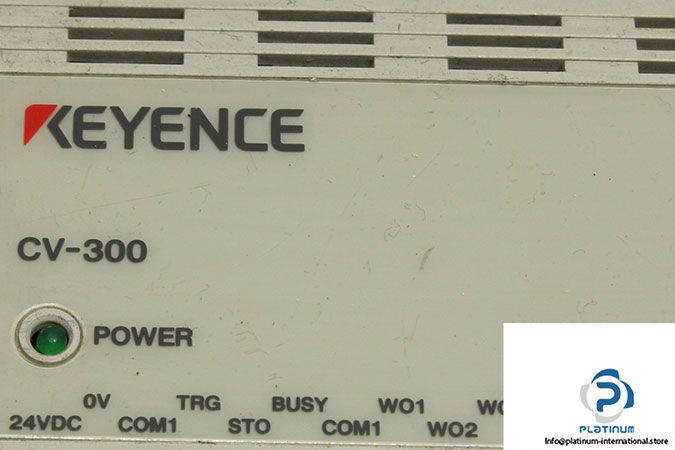 KEYENCE
CV-300
POWER
0V TRG BUSY WO1
24VDC COM1 STO COM1 WO2
PLATINUM
Info@platinum-international.store